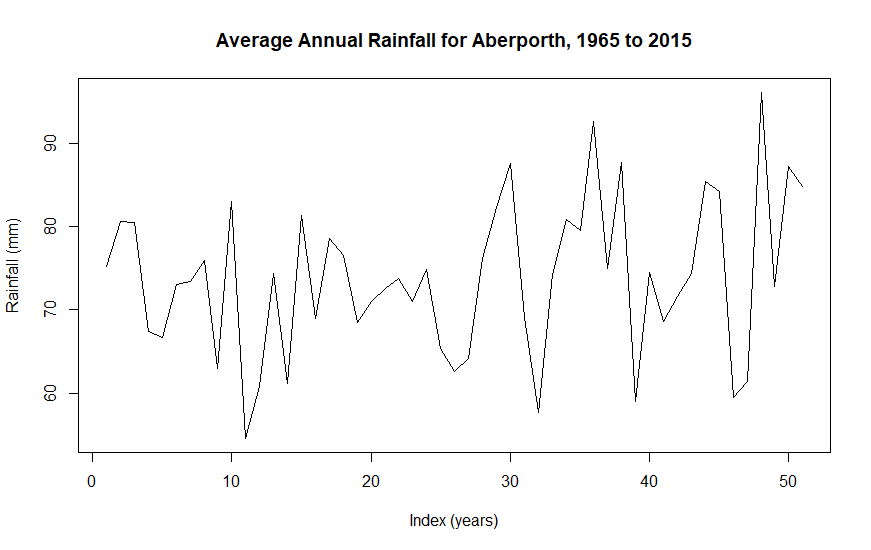 Average Annual Rainfall for Aberporth, 1965 to 2015
Rainfall (mm)
90
80
70
60
0 10 20 30 40 50
Index (years)